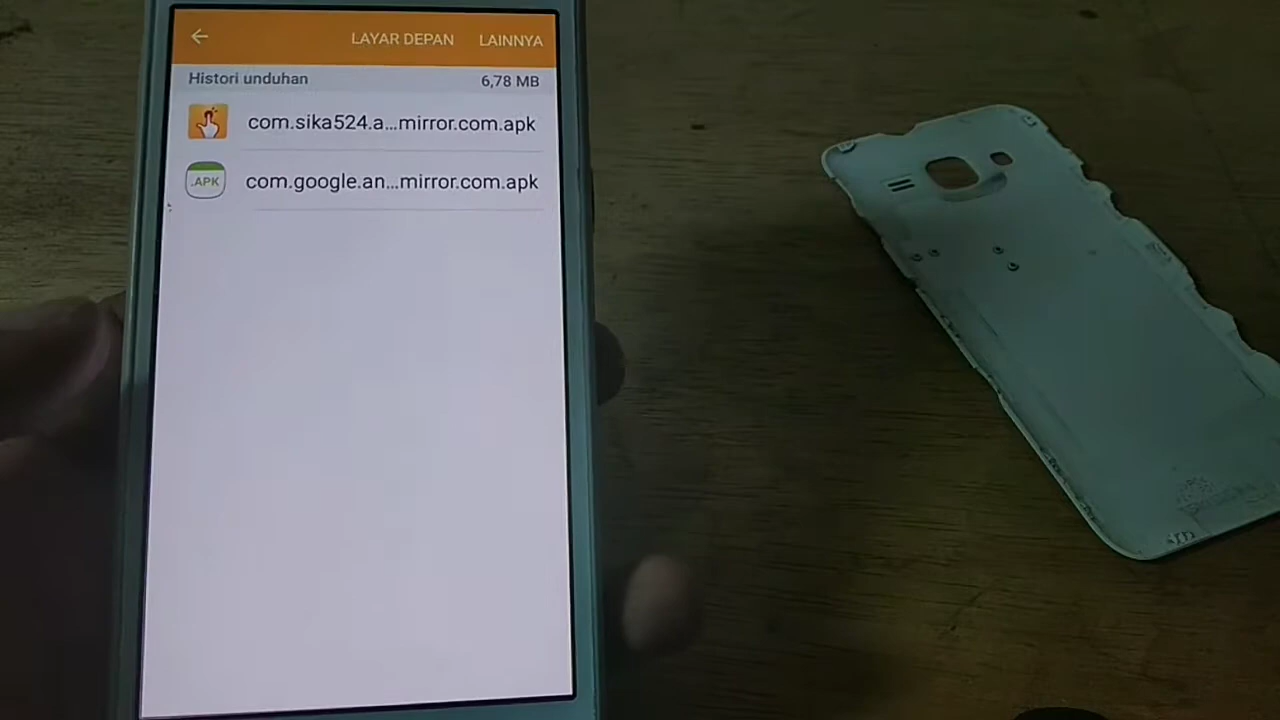 LAYAR DEPAN LAINNYA
Histori unduhan 6,78 MB
com.sika524.a...mirror.com.apk
.APK com.google.an...mirror.com.apk